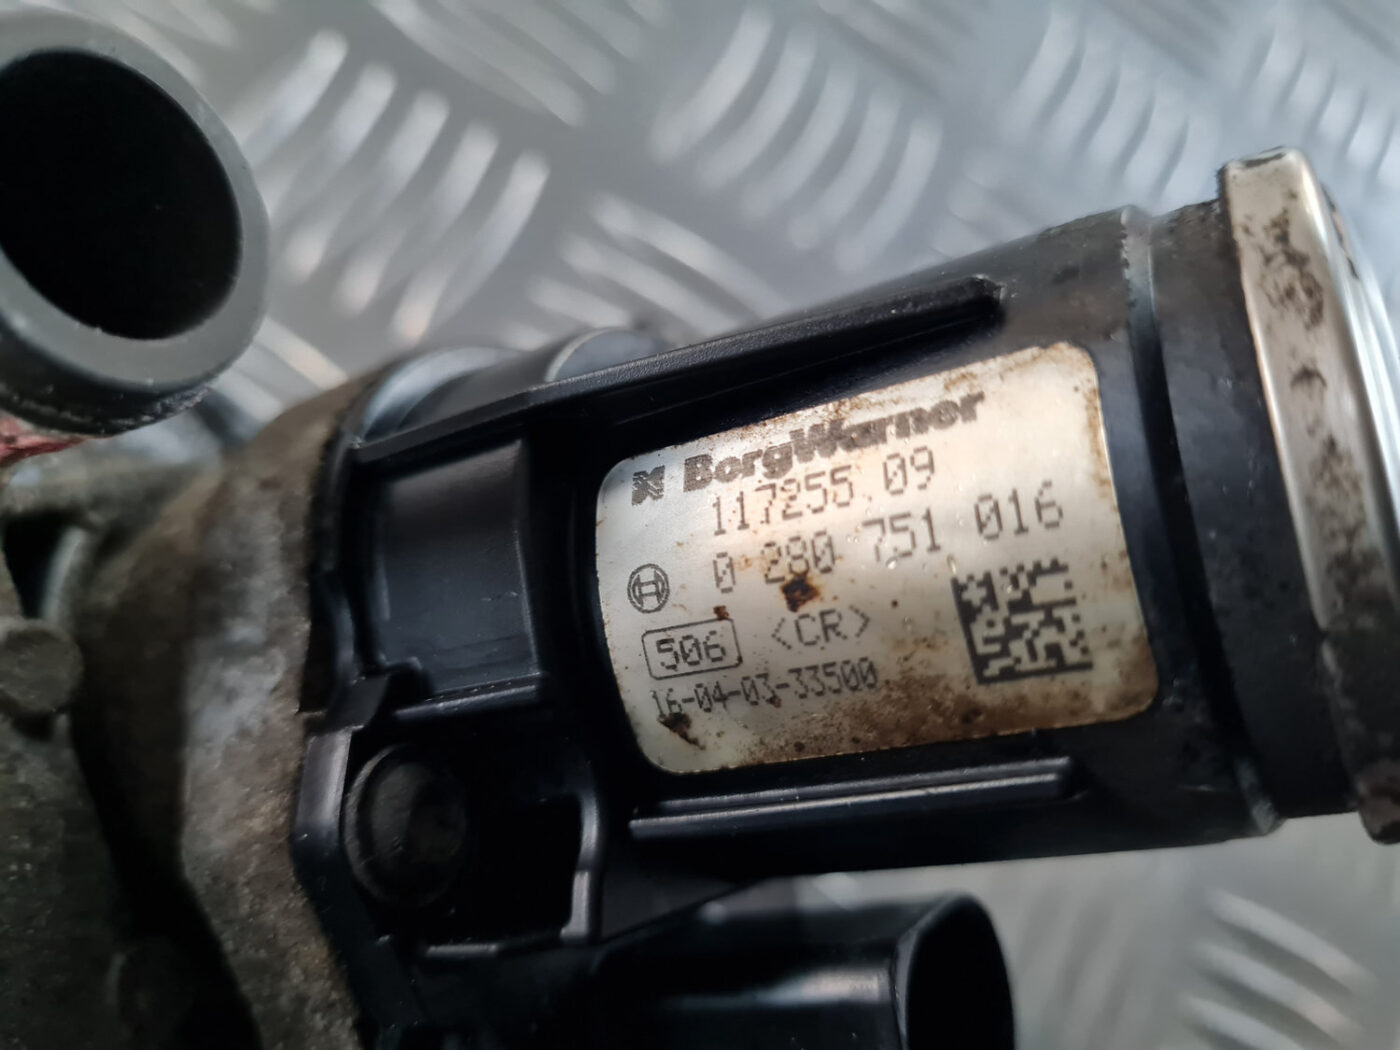 BorgWarner
117255 09
0 280 751 016
506 <CR>
16-04-03-33500